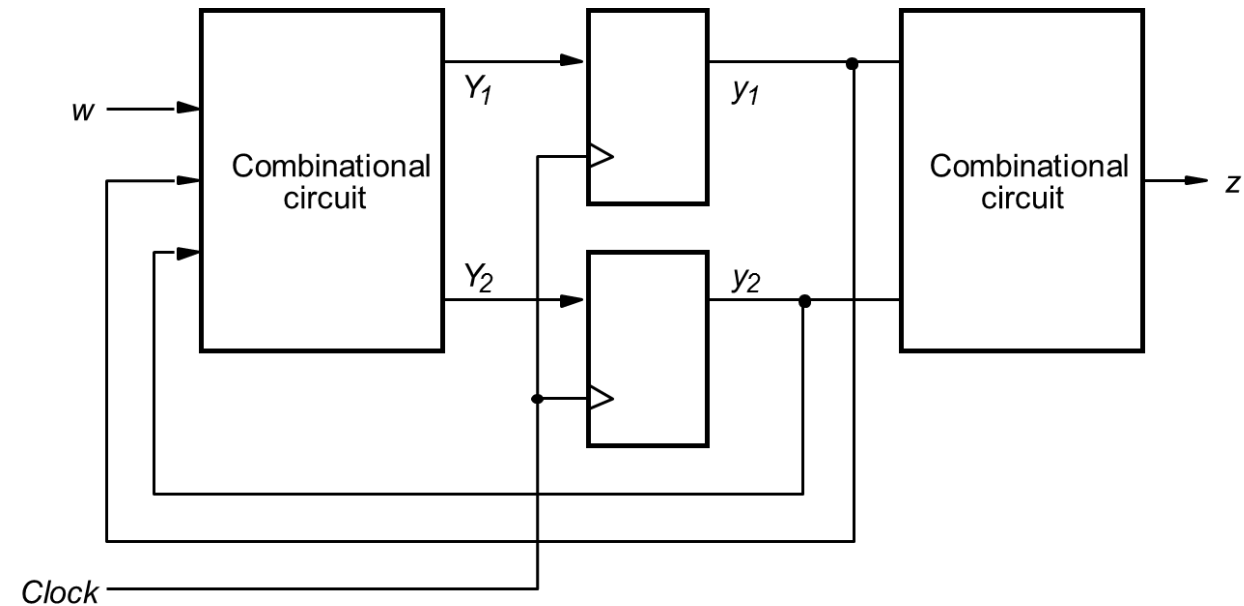 Y1
y1
w
Combinational
circuit
Combinational
circuit
z
Y2
y2
Clock